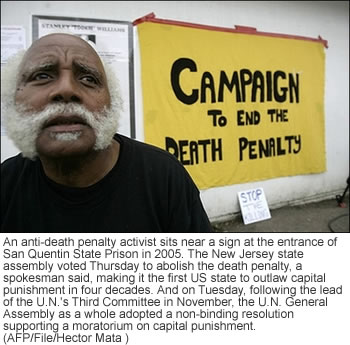 STANLEY "TOOKIE" WILLIAMS
CAMPAIGN
TO END THE
DEATH PENALTY
STOP
THE
KILLING
An anti-death penalty activist sits near a sign at the entrance of
San Quentin State Prison in 2005. The New Jersey state
assembly voted Thursday to abolish the death penalty, a
spokesman said, making it the first US state to outlaw capital
punishment in four decades. And on Tuesday, following the lead
of the U.N.'s Third Committee in November, the U.N. General
Assembly as a whole adopted a non-binding resolution
supporting a moratorium on capital punishment.
(AFP/File/Hector Mata )